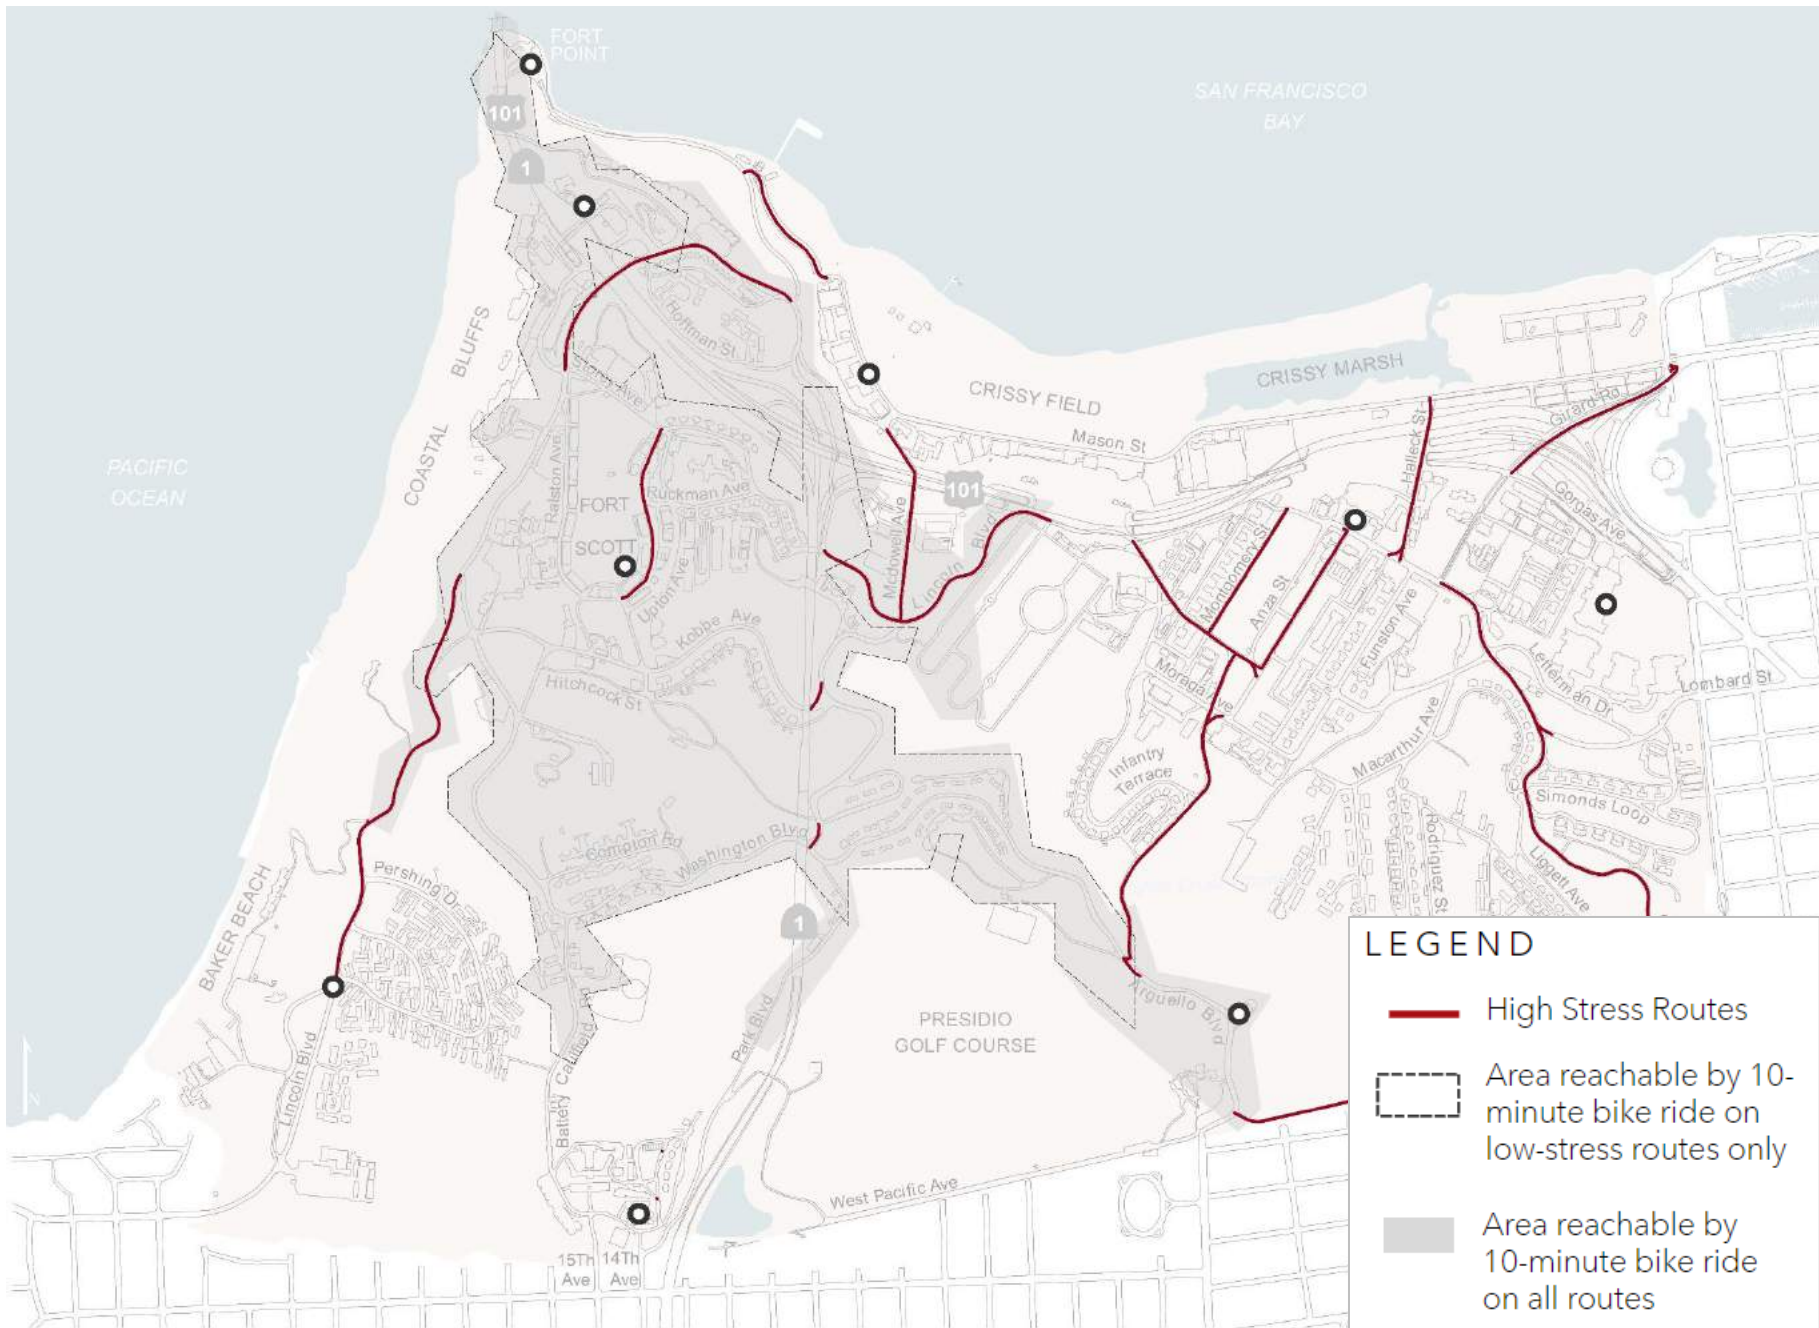 FORT
POINT
SAN FRANCISCO
BAY
101
1
Hoffman St
COASTAL BLUFFS
CRISSY MARSH
CRISSY FIELD
Storey Ave
Mason St
Girard Rd
Halleck St
PACIFIC
OCEAN
101
Ralston Ave
Ruckman Ave
FORT
SCOTT
Mcdowell Ave
Lincoln Blvd
Gorgas Ave
Montgomery St
Anza St
Funston Ave
Upton Ave
Kobbe Ave
Letterman Dr
Lombard St
Hitchcock St
Moraga Ave
Macarthur Ave
Infantry
Terrace
Simonds Loop
Compton Rd
Washington Blvd
Rodriguez St
Liggett Ave
Pershing Dr
BAKER BEACH
1
LEGEND
High Stress Routes
Area reachable by 10-
minute bike ride on
low-stress routes only
Area reachable by
10-minute bike ride
on all routes
Arguello Blvd
PRESIDIO
GOLF COURSE
Park Blvd
Lincoln Blvd
Battery Caulfield Rd
N
West Pacific Ave
15Th
Ave
14Th
Ave